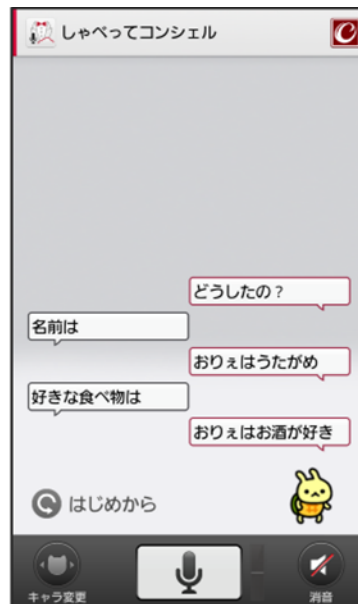 しゃべってコンシェル
どうしたの？
名前は
おりぇはうたがめ
好きな食べ物は
おりぇはお酒が好き
はじめから
キャラ変更
消音